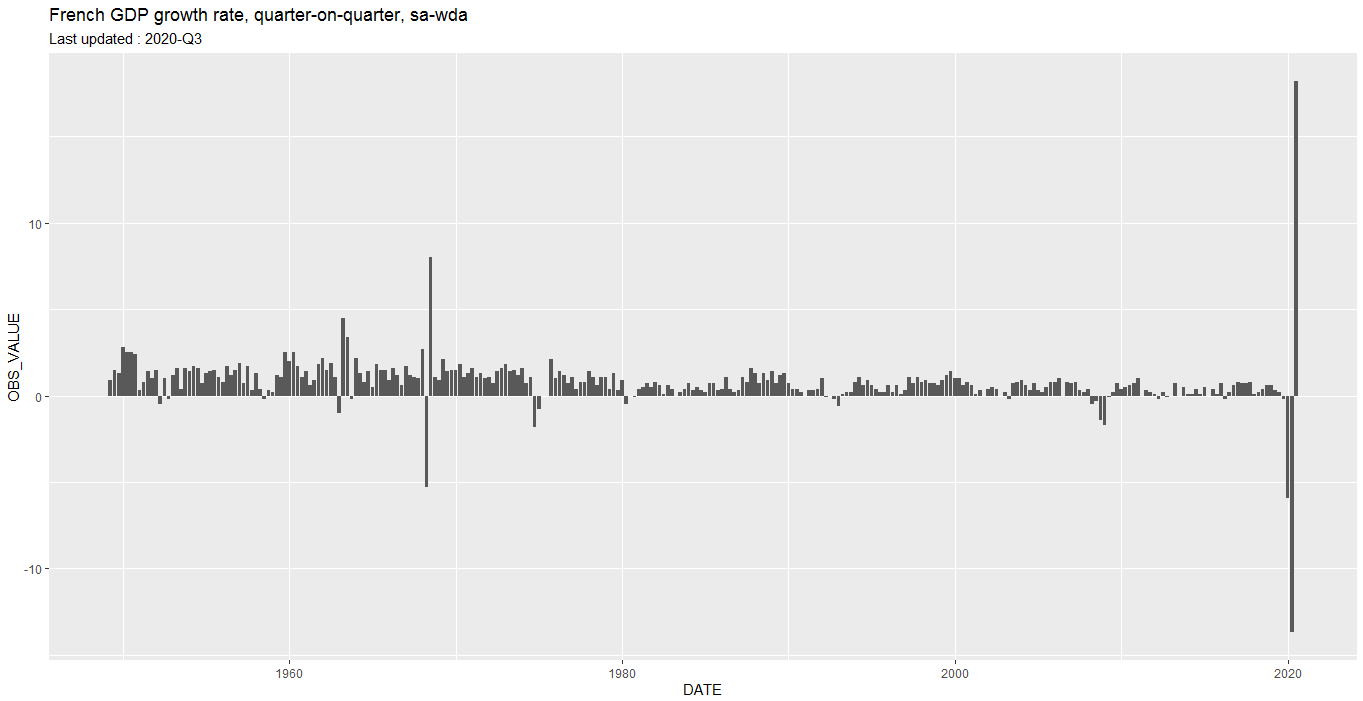 French GDP growth rate, quarter-on-quarter, sa-wda
Last updated : 2020-Q3
OBS_VALUE
10
0
-10
1960
1980
2000
2020
DATE